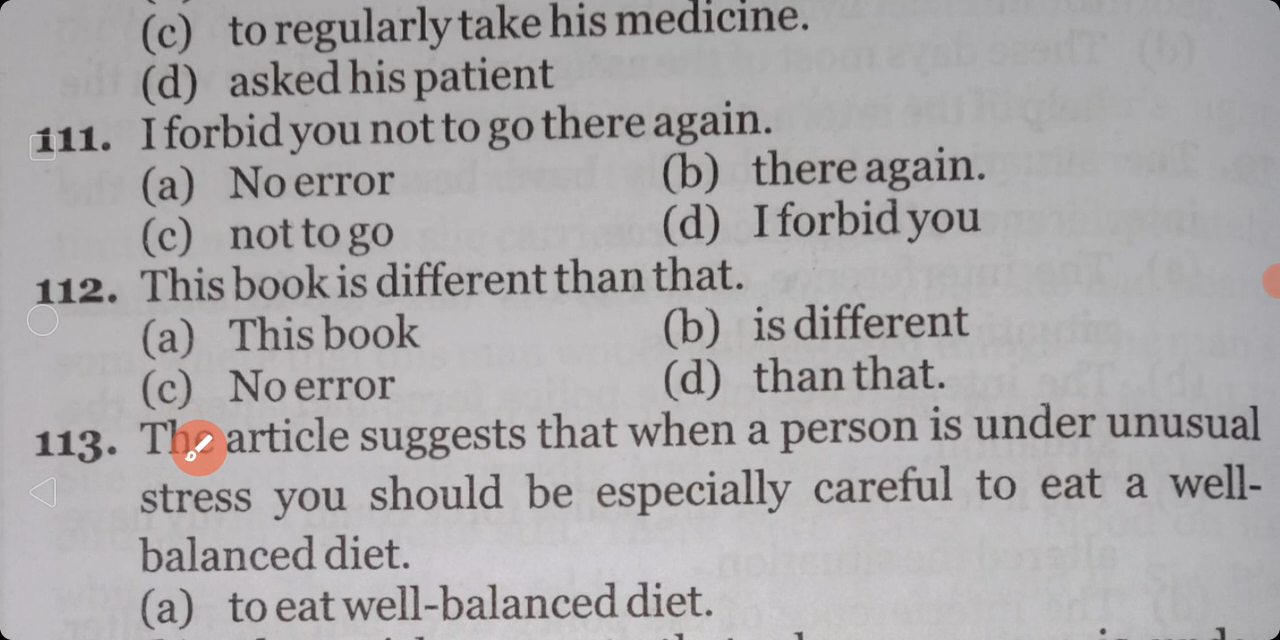 (c) to regularly take his medicine.
(d) asked his patient
111. I forbid you not to go there again.
(a) No error (b) there again.
(c) not to go (d) I forbid you
112. This book is different than that.
(a) This book (b) is different
(c) No error (d) than that.
113. The article suggests that when a person is under unusual
stress you should be especially careful to eat a well-
balanced diet.
(a) to eat well-balanced diet.